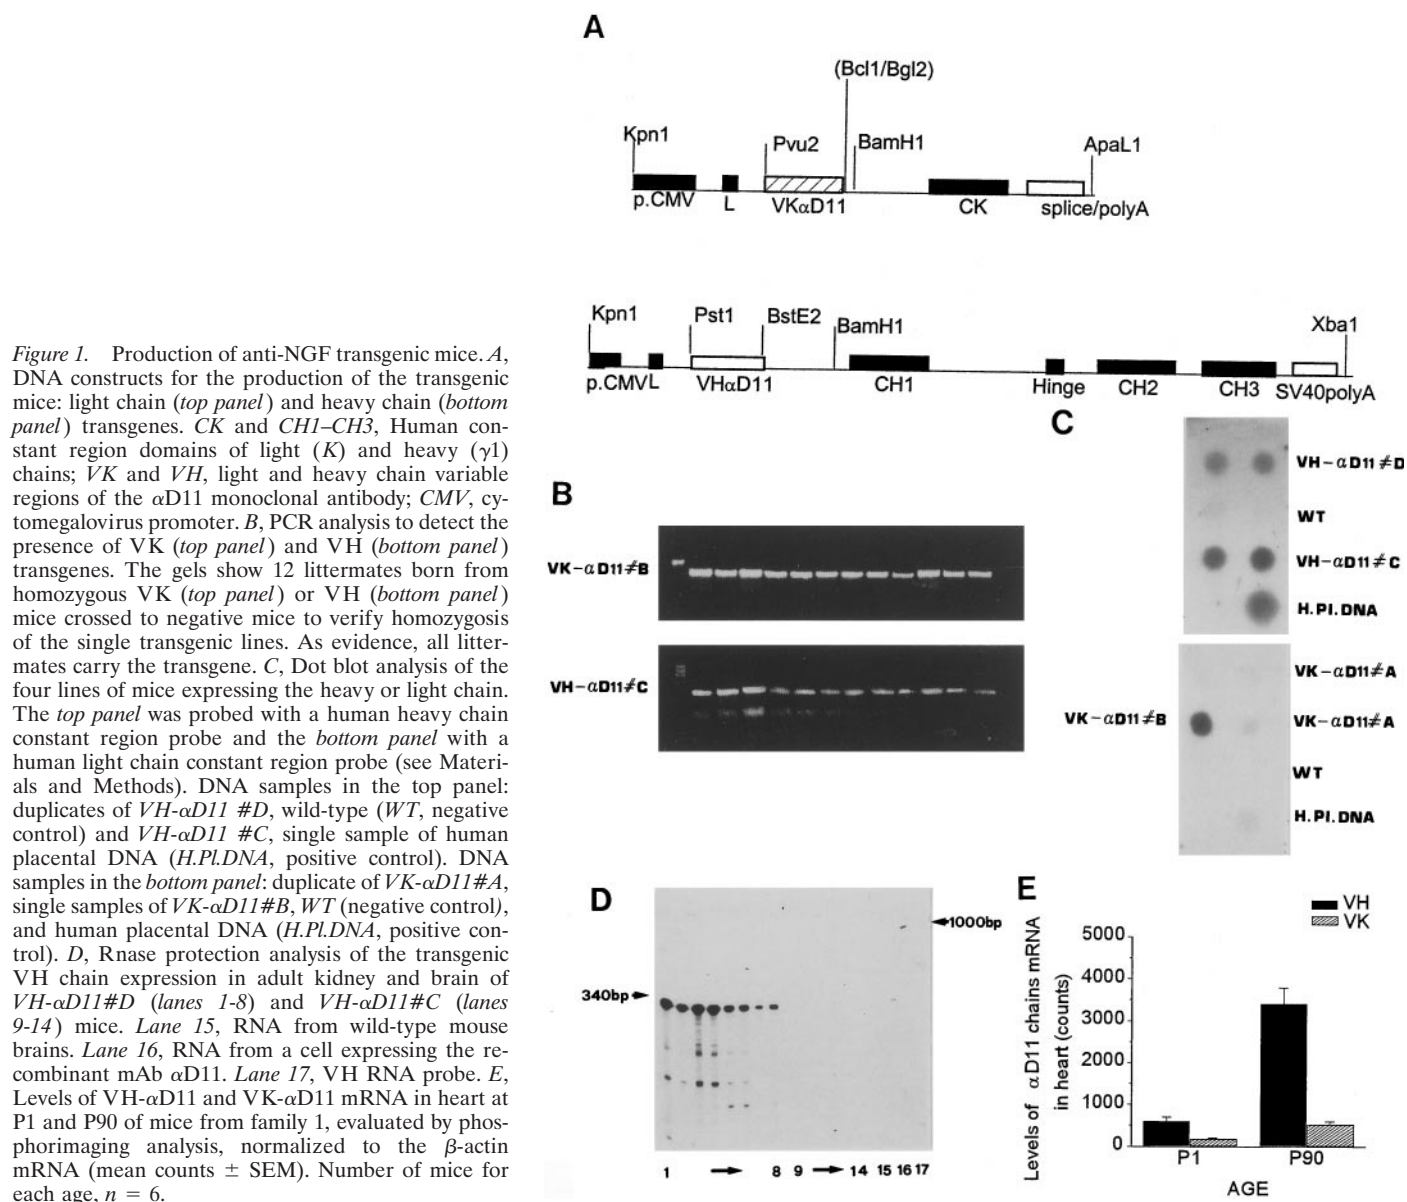 Figure 1. Production of anti-NGF transgenic mice. A,
DNA constructs for the production of the transgenic
mice: light chain (top panel) and heavy chain (bottom
panel) transgenes. CK and CH1–CH3, Human con-
stant region domains of light (K) and heavy (γ1)
chains; VK and VH, light and heavy chain variable
regions of the αD11 monoclonal antibody; CMV, cy-
tomegalovirus promoter. B, PCR analysis to detect the
presence of VK (top panel) and VH (bottom panel)
transgenes. The gels show 12 littermates born from
homozygous VK (top panel) or VH (bottom panel)
mice crossed to negative mice to verify homozygosis
of the single transgenic lines. As evidence, all litter-
mates carry the transgene. C, Dot blot analysis of the
four lines of mice expressing the heavy or light chain.
The top panel was probed with a human heavy chain
constant region probe and the bottom panel with a
human light chain constant region probe (see Materi-
als and Methods). DNA samples in the top panel:
duplicates of VH-αD11 #D, wild-type (WT, negative
control) and VH-αD11 #C, single sample of human
placental DNA (H.Pl.DNA, positive control). DNA
samples in the bottom panel: duplicate of VK-αD11#A,
single samples of VK-αD11#B, WT (negative control),
and human placental DNA (H.Pl.DNA, positive con-
trol). D, Rnase protection analysis of the transgenic
VH chain expression in adult kidney and brain of
VH-αD11#D (lanes 1-8) and VH-αD11#C (lanes
9-14) mice. Lane 15, RNA from wild-type mouse
brains. Lane 16, RNA from a cell expressing the re-
combinant mAb αD11. Lane 17, VH RNA probe. E,
Levels of VH-αD11 and VK-αD11 mRNA in heart at
P1 and P90 of mice from family 1, evaluated by phos-
phorimaging analysis, normalized to the β-actin
mRNA (mean counts ± SEM). Number of mice for
each age, n = 6.
A
(Bcl1/Bgl2)
Kpn1 Pvu2 BamH1 ApaL1
p.CMV L VKαD11 CK splice/polyA
Kpn1 Pst1 BstE2 BamH1 Xba1
p.CMV L VHαD11 CH1 Hinge CH2 CH3 SV40polyA
B
VK-αD11≠B
VH-αD11≠C
C
VH-αD11≠D
WT
VH-αD11≠C
H.Pl.DNA
VK-αD11≠A
VK-αD11≠B
VK-αD11≠A
WT
H.Pl.DNA
D
1000bp
340bp
1 8 9 14 15 16 17
E
VH
VK
Levels of αD11 chains mRNA
in heart (counts)
5000
4000
3000
2000
1000
0
P1 P90
AGE